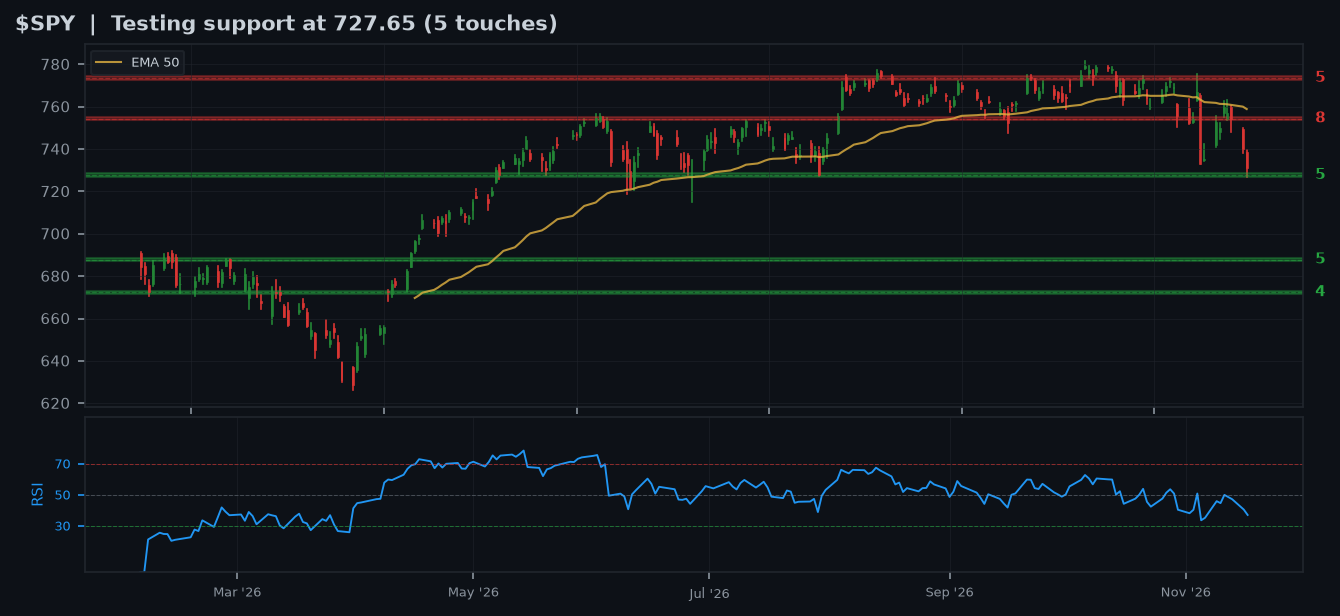 $SPY | Testing support at 727.65 (5 touches)
EMA 50
780
760
740
720
700
680
660
640
620
5
8
5
5
4
RSI
70
50
30
Mar '26
May '26
Jul '26
Sep '26
Nov '26